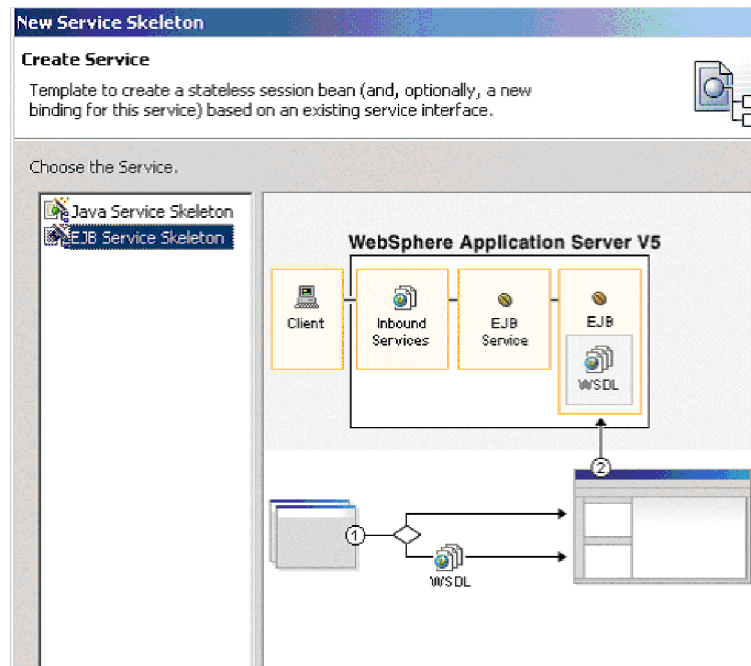 New Service Skeleton
Create Service
Template to create a stateless session bean (and, optionally, a new
binding for this service) based on an existing service interface.
Choose the Service.
Java Service Skeleton
EJB Service Skeleton
WebSphere Application Server V5
Client
Inbound
Services
EJB
Service
EJB
WSDL
2
1
WSDL